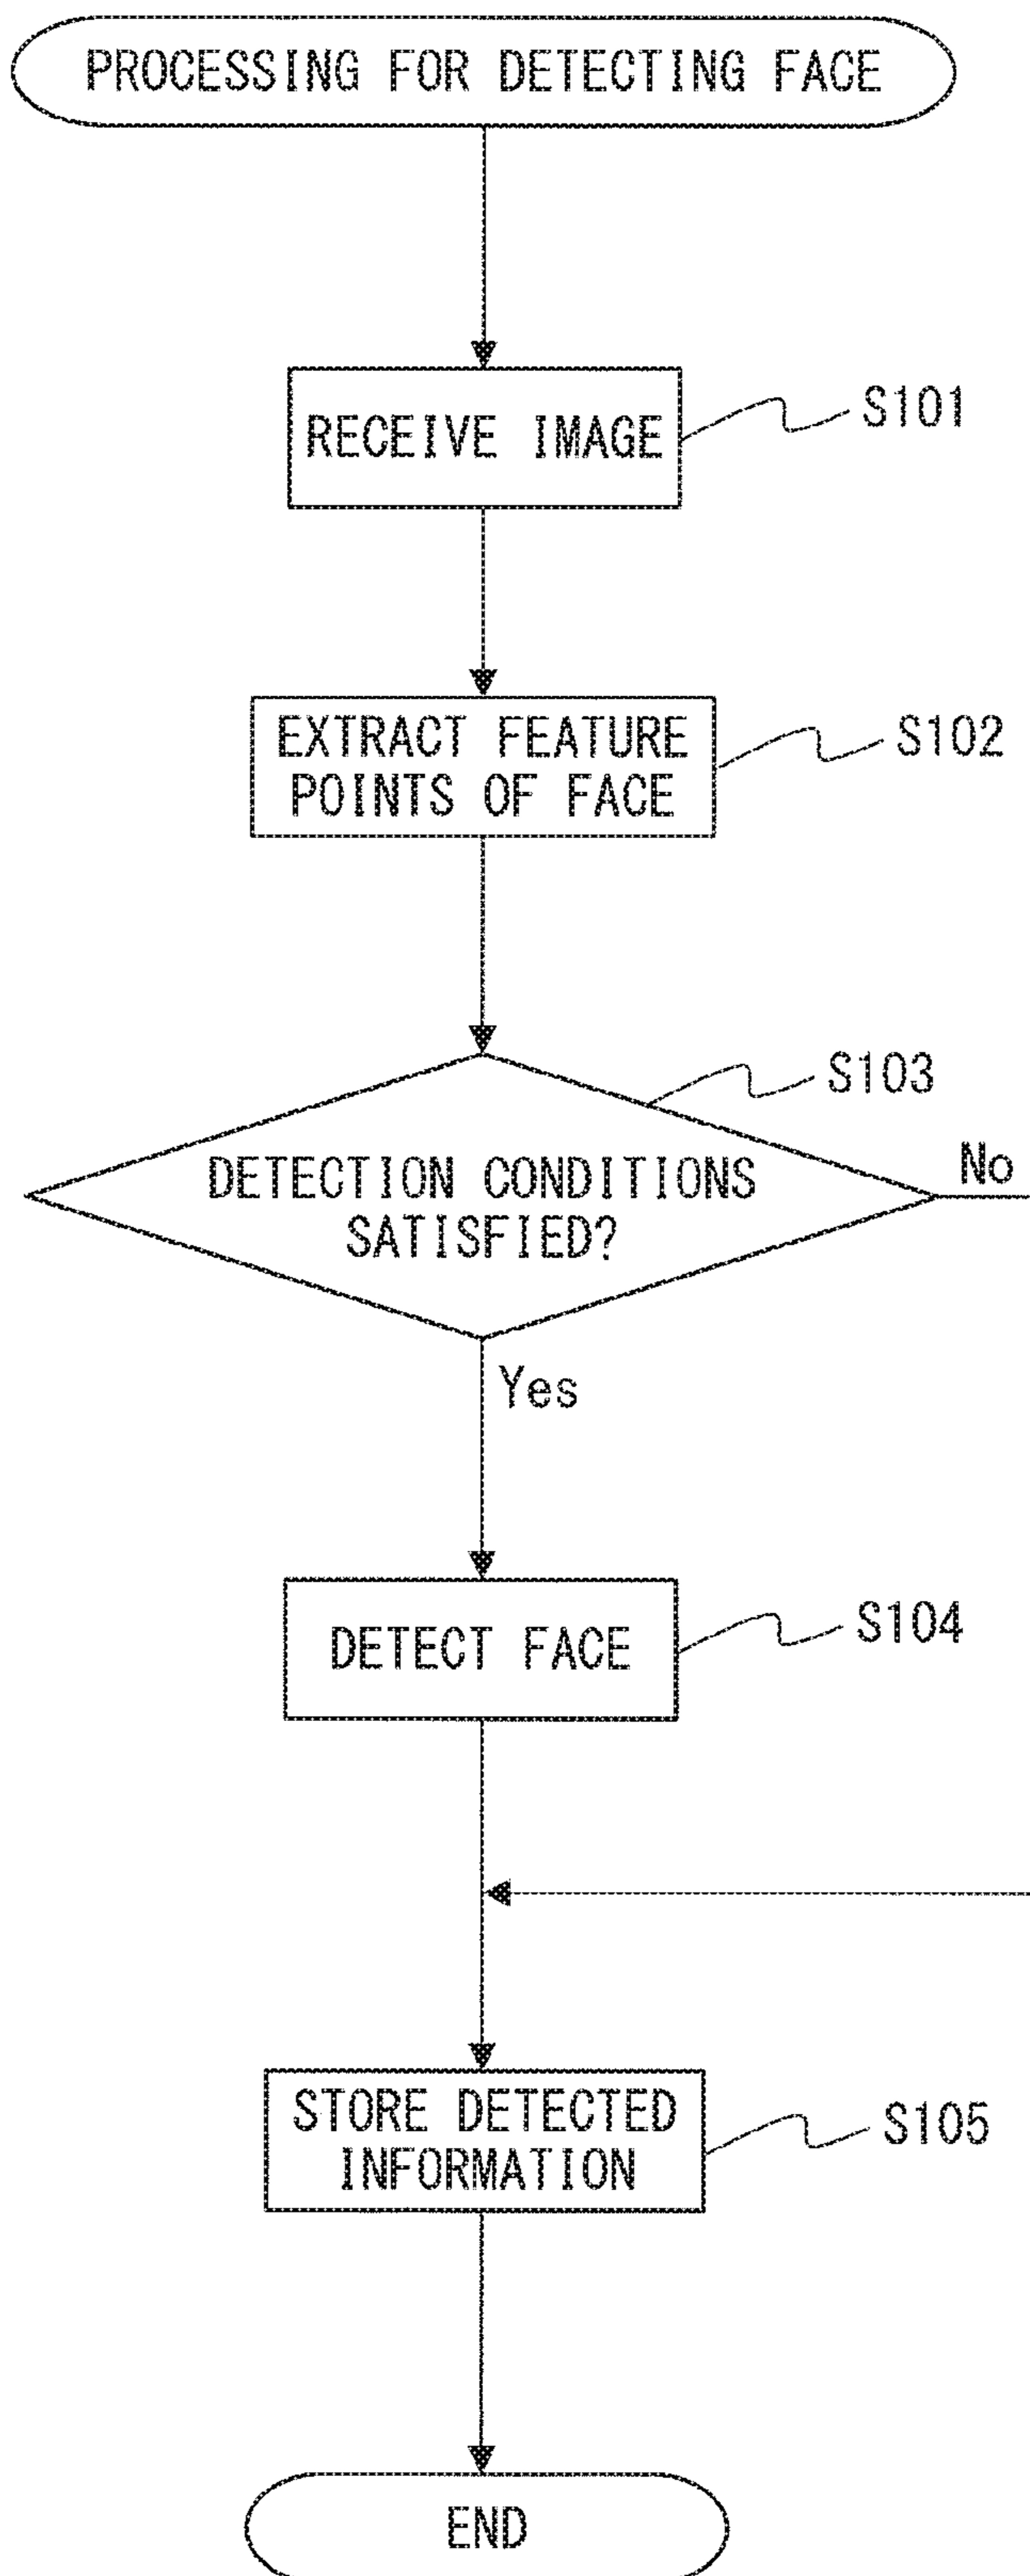 PROCESSING FOR DETECTING FACE
RECEIVE IMAGE
S101
EXTRACT FEATURE
POINTS OF FACE
S102
S103
DETECTION CONDITIONS
SATISFIED?
No
Yes
DETECT FACE
S104
STORE DETECTED
INFORMATION
S105
END